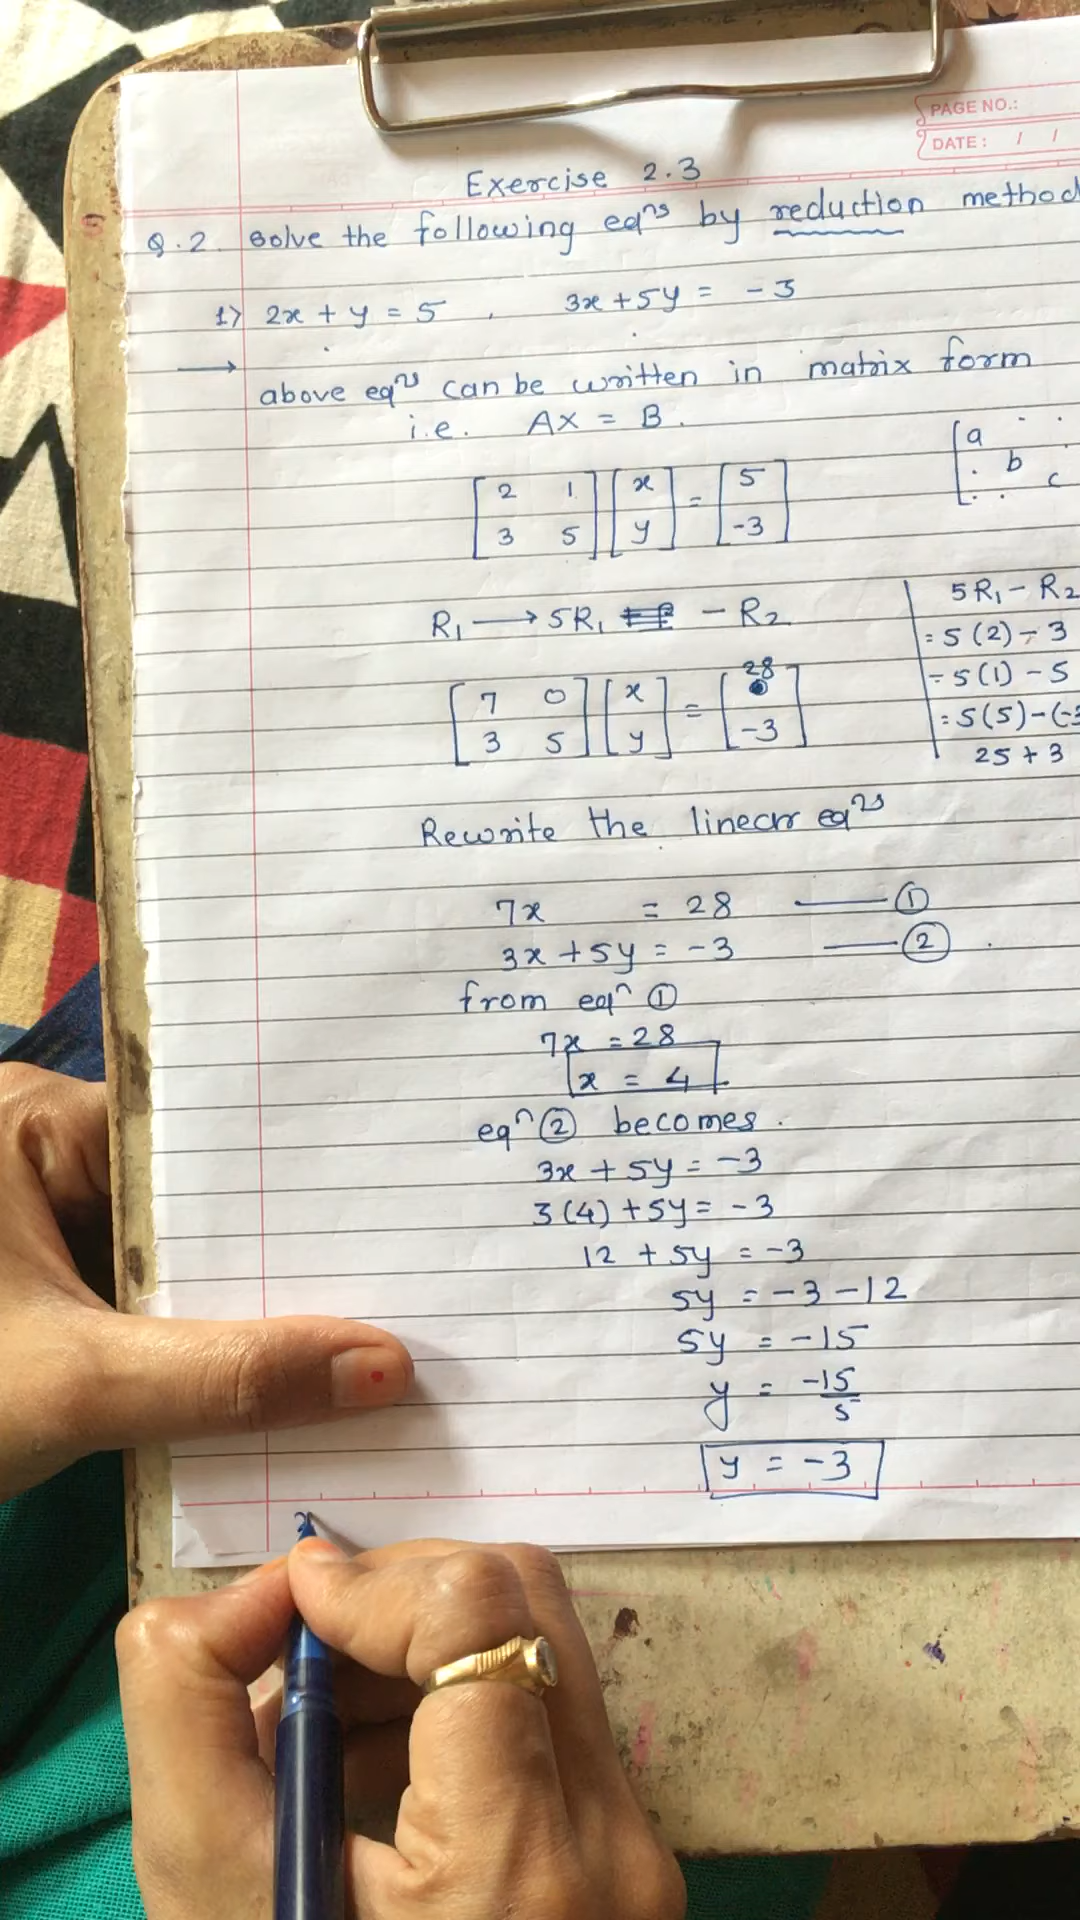 PAGE NO.:
DATE: / /
Exercise 2.3
Q.2. Solve the following eqⁿs by reduction method
1) 2x + y = 5 , 3x + 5y = -3
→ above eqⁿs can be written in matrix form
i.e. AX = B.
[a . .
. b
. . c
[2 1
3 5] [x
y] = [5
-3]
R₁ → 5R₁ - R₂
5R₁ - R₂
= 5(2) - 3
= 5(1) - 5
= 5(5) - (-3
25 + 3
[7 0
3 5] [x
y] = [28
-3]
Rewrite the linear eqⁿs
7x = 28 —— ①
3x + 5y = -3 —— ② .
from eqⁿ ①
7x = 28
x = 4
eqⁿ ② becomes.
3x + 5y = -3
3(4) + 5y = -3
12 + 5y = -3
5y = -3 - 12
5y = -15
y = -15/5
y = -3